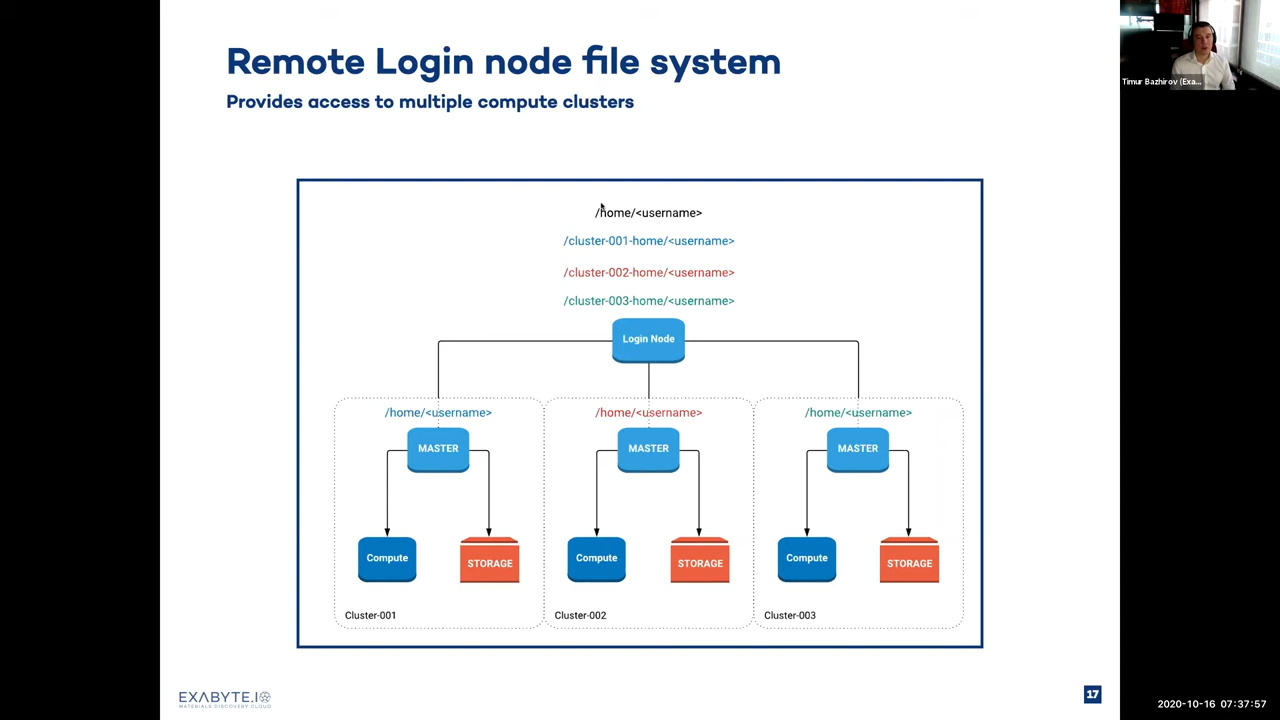 Remote Login node file system
Provides access to multiple compute clusters
Timur Bazhirov (Exa...
/home/<username>
/cluster-001-home/<username>
/cluster-002-home/<username>
/cluster-003-home/<username>
Login Node
/home/<username> /home/<username> /home/<username>
MASTER MASTER MASTER
Compute STORAGE Compute STORAGE Compute STORAGE
Cluster-001 Cluster-002 Cluster-003
EXABYTE.IO
MATERIALS DISCOVERY CLOUD
17
2020-10-16 07:37:57